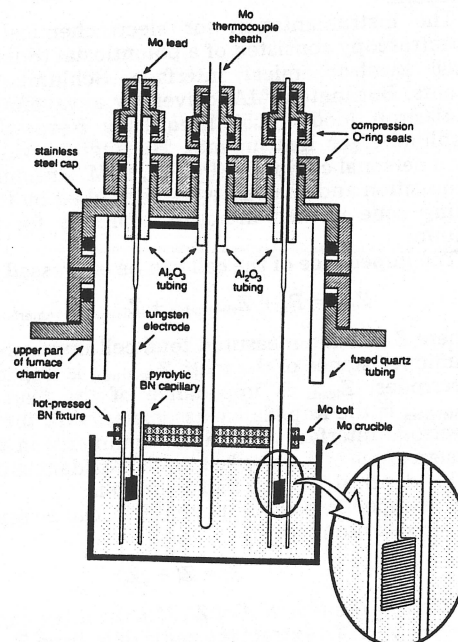 Mo
thermocouple
sheath
Mo lead
compression
O-ring seals
stainless
steel cap
Al2O3
tubing
Al2O3
tubing
tungsten
electrode
upper part
of furnace
chamber
fused quartz
tubing
pyrolytic
BN capillary
hot-pressed
BN fixture
Mo bolt
Mo crucible